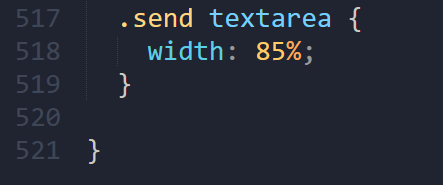 517 .send textarea {
518 width: 85%;
519 }
520
521 }